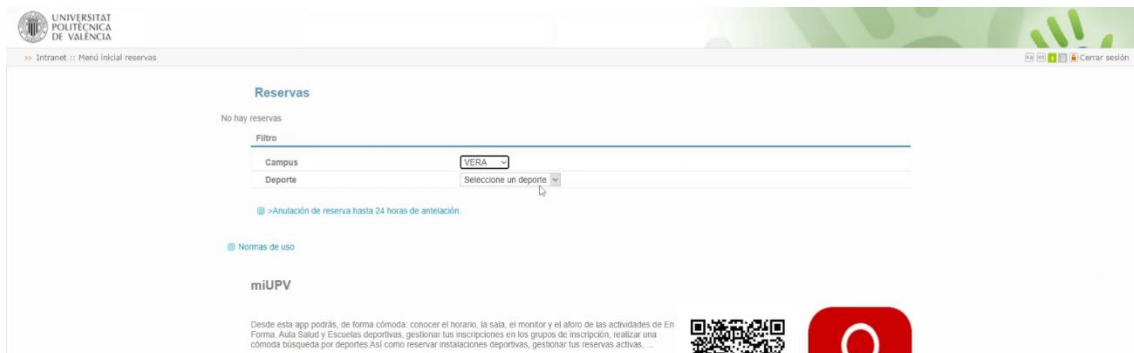 UNIVERSITAT
POLITÈCNICA
DE VALÈNCIA
›› Intranet :: Menú inicial reservas
Cerrar sesión
Reservas
No hay reservas
Filtro
Campus VERA
Deporte Seleccione un deporte
>Anulación de reserva hasta 24 horas de antelación.
Normas de uso
miUPV
Desde esta app podrás, de forma cómoda: conocer el horario, la sala, el monitor y el aforo de las actividades de En
Forma, Aula Salud y Escuelas deportivas, gestionar tus inscripciones en los grupos de inscripción, realizar una
cómoda búsqueda por deportes.Así como reservar instalaciones deportivas, gestionar tus reservas activas, ...